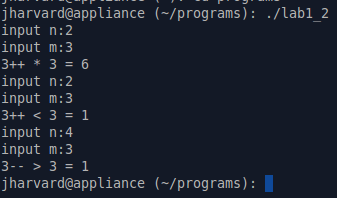 jharvard@appliance (~/programs): ./lab1_2
input n:2
input m:3
3++ * 3 = 6
input n:2
input m:3
3++ < 3 = 1
input n:4
input m:3
3-- > 3 = 1
jharvard@appliance (~/programs):